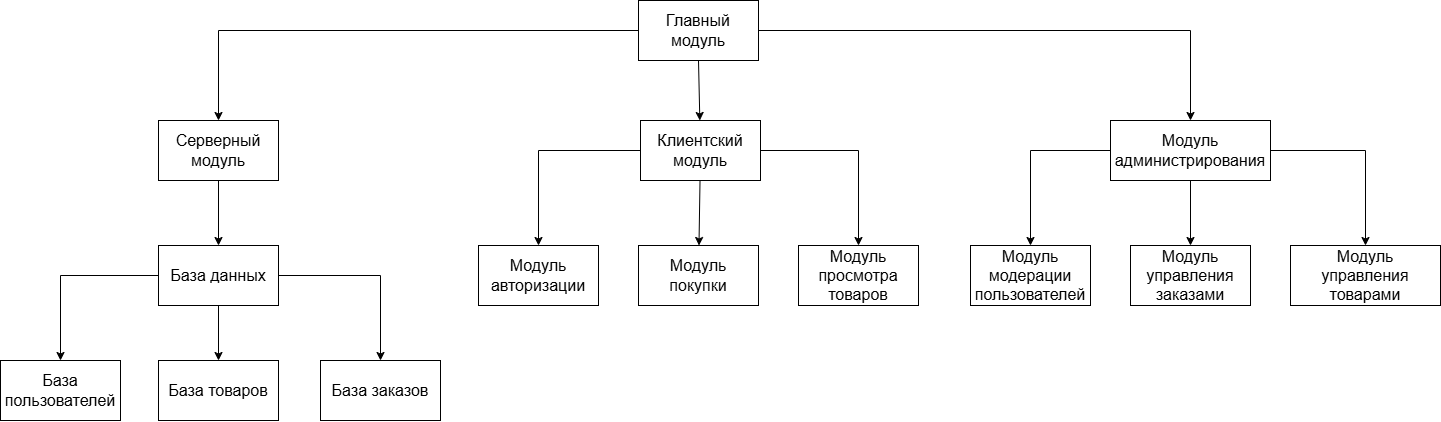 Главный
модуль
Серверный
модуль
Клиентский
модуль
Модуль
администрирования
База данных
Модуль
авторизации
Модуль
покупки
Модуль
просмотра
товаров
Модуль
модерации
пользователей
Модуль
управления
заказами
Модуль
управления
товарами
База
пользователей
База товаров
База заказов